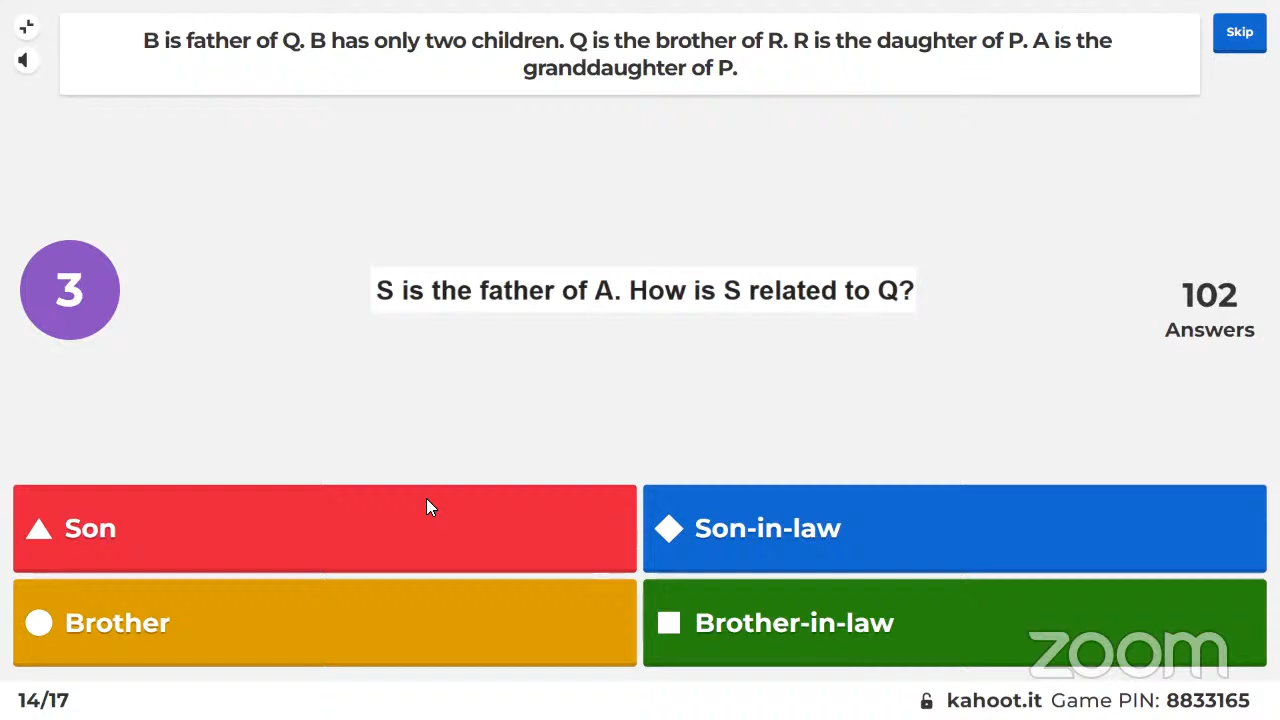 B is father of Q. B has only two children. Q is the brother of R. R is the daughter of P. A is the
granddaughter of P.
Skip
3
S is the father of A. How is S related to Q?
102
Answers
Son
Son-in-law
Brother
Brother-in-law
zoom
14/17
kahoot.it Game PIN: 8833165